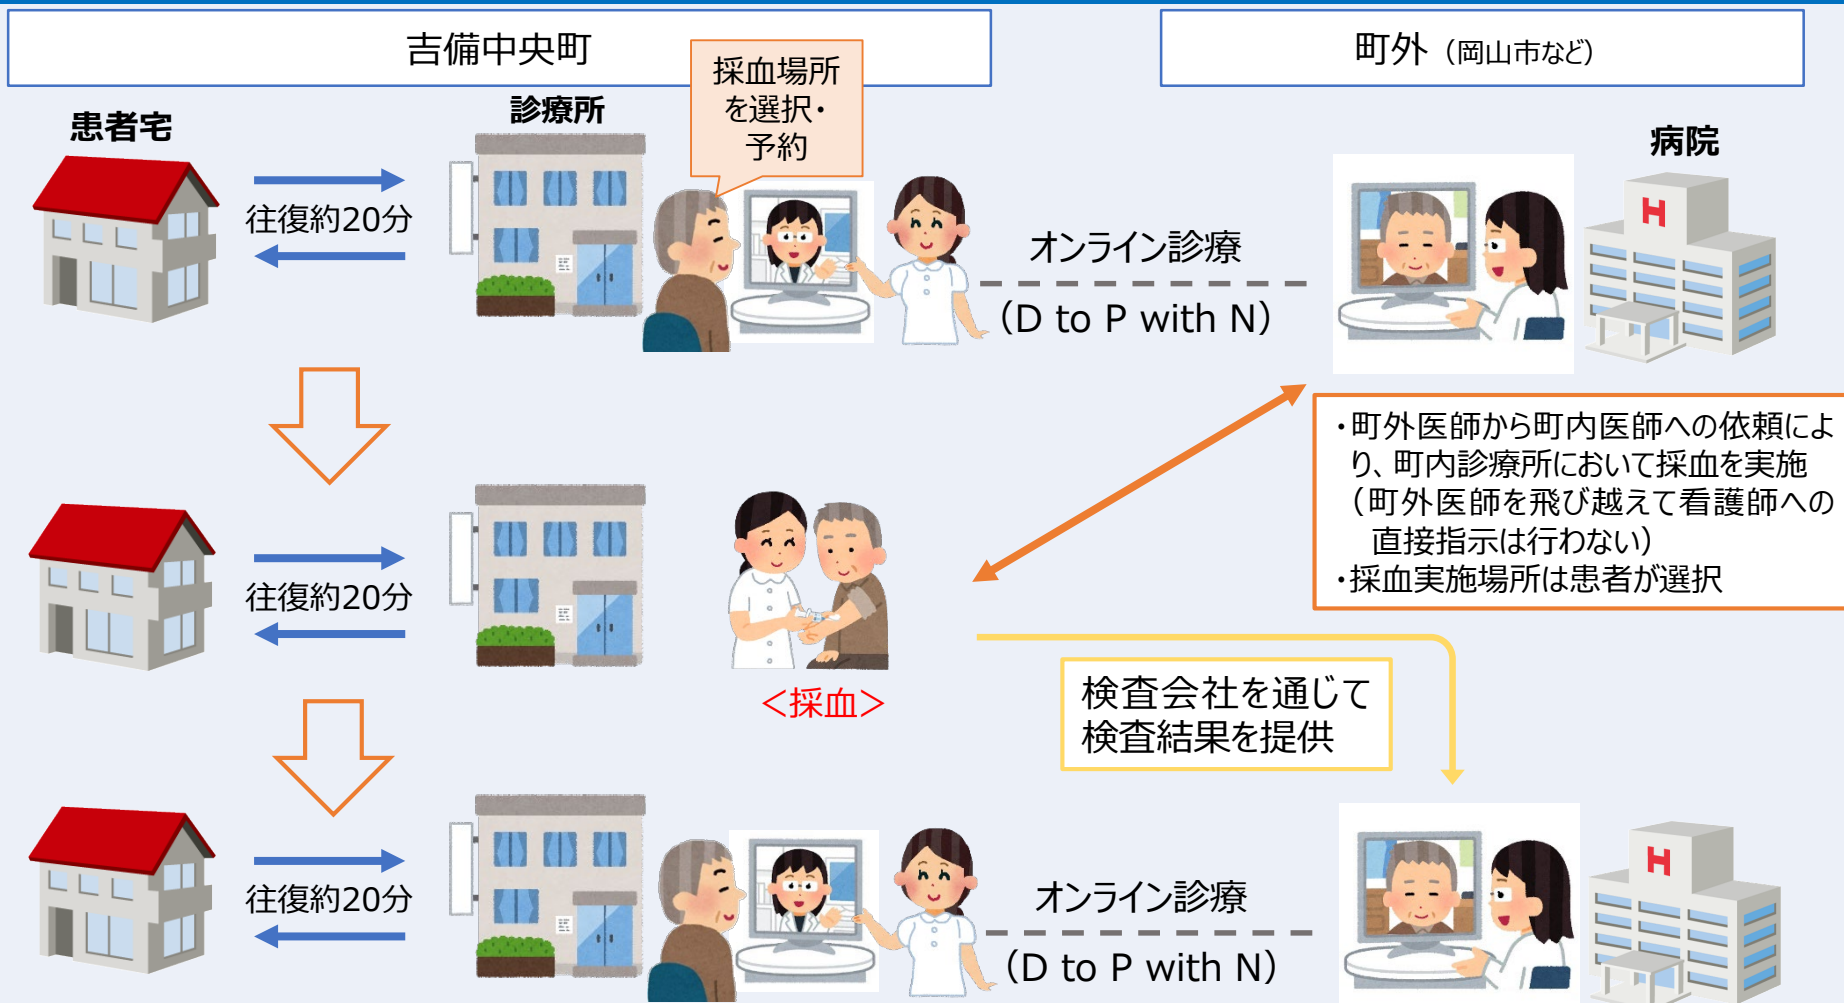 吉備中央町
町外（岡山市など）
採血場所
を選択・
予約
患者宅
診療所
病院
往復約20分
オンライン診療
（D to P with N）
H
・町外医師から町内医師への依頼によ
り、町内診療所において採血を実施
（町外医師を飛び越えて看護師への
直接指示は行わない）
・採血実施場所は患者が選択
往復約20分
＜採血＞
検査会社を通じて
検査結果を提供
往復約20分
オンライン診療
（D to P with N）
H